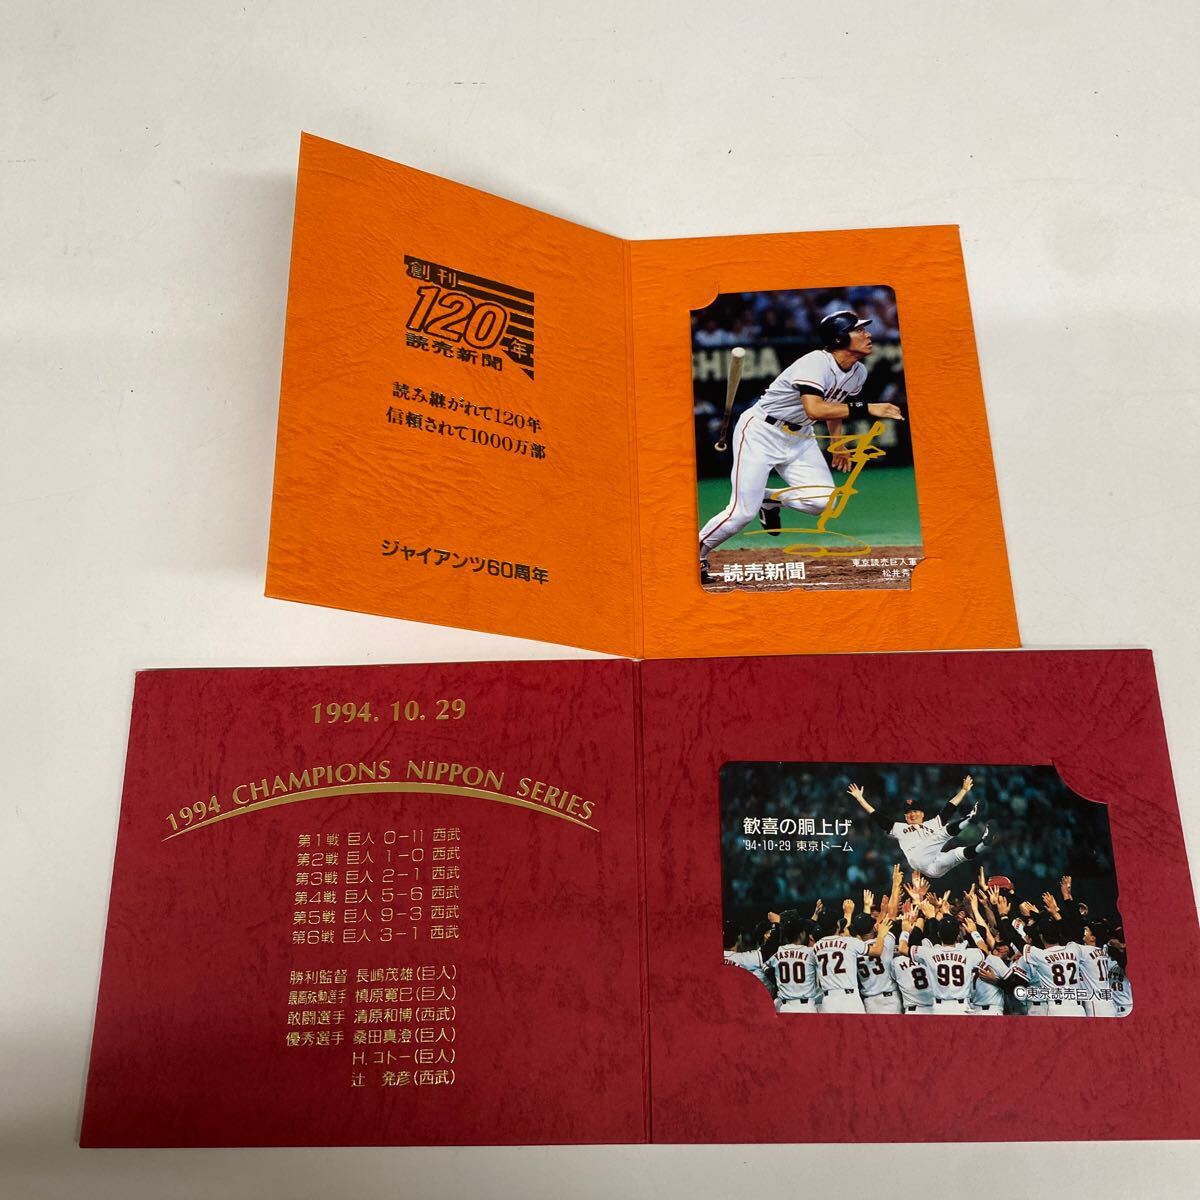 創刊
120年
読売新聞
読み継がれて120年
信頼されて1000万部
ジャイアンツ60周年
SHIBA
読売新聞
東京読売巨人軍
松井秀
1994. 10. 29
1994 CHAMPIONS NIPPON SERIES
第1戦 巨人 0-11 西武
第2戦 巨人 1-0 西武
第3戦 巨人 2-1 西武
第4戦 巨人 5-6 西武
第5戦 巨人 9-3 西武
第6戦 巨人 3-1 西武
勝利監督 長嶋茂雄(巨人)
最高殊勲選手 槙原寛己(巨人)
敢闘選手 清原和博(西武)
優秀選手 桑田真澄(巨人)
H.コトー(巨人)
辻 発彦(西武)
歓喜の胴上げ
'94・10・29 東京ドーム
YASHIKI
00
NAKAHATA
72
53
8
YONEKURA
99
SUGIYAMA
82
48
©東京読売巨人軍